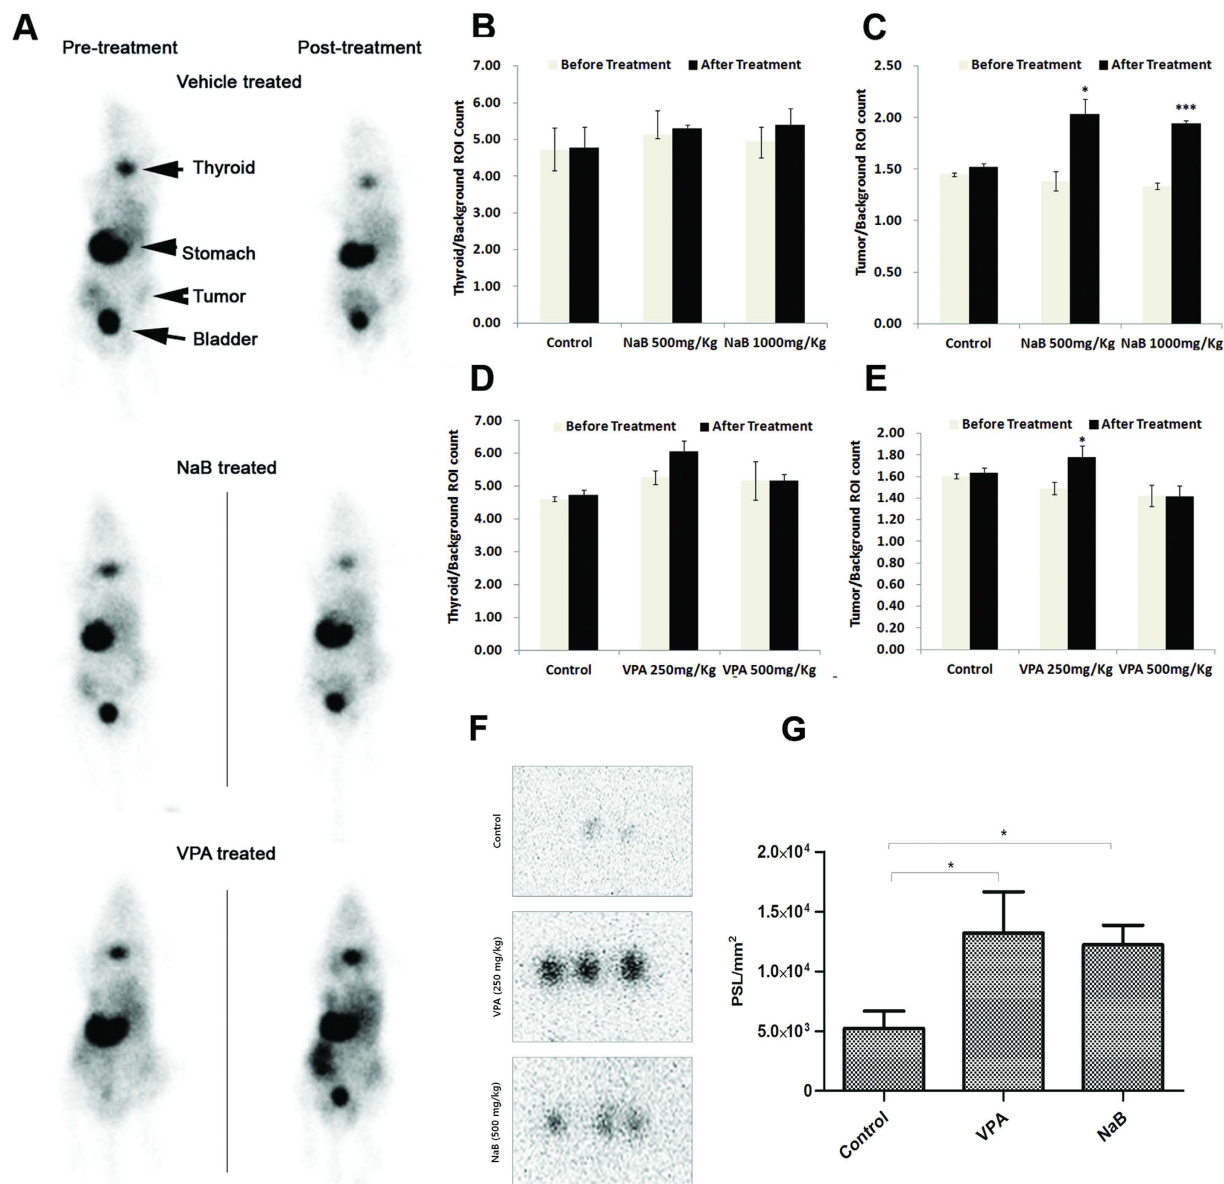 A
Pre-treatment
Post-treatment
Vehicle treated
Thyroid
Stomach
Tumor
Bladder
NaB treated
VPA treated
B
Before Treatment
After Treatment
Thyroid/Background ROI Count
7.00
6.00
5.00
4.00
3.00
2.00
1.00
0.00
Control
NaB 500mg/Kg
NaB 1000mg/Kg
C
Before Treatment
After Treatment
Tumor/Background ROI count
2.50
2.00
1.50
1.00
0.50
0.00
*
***
Control
NaB 500mg/Kg
NaB 1000mg/Kg
D
Before Treatment
After Treatment
Thyroid/Background ROI count
7.00
6.00
5.00
4.00
3.00
2.00
1.00
0.00
Control
VPA 250mg/Kg
VPA 500mg/Kg
E
Before Treatment
After Treatment
Tumor/Background ROI count
2.00
1.80
1.60
1.40
1.20
1.00
0.80
0.60
0.40
0.20
0.00
*
Control
VPA 250mg/Kg
VPA 500mg/Kg
F
Control
VPA (250 mg/kg)
NaB (500 mg/kg)
G
PSL/mm²
2.0×10⁴
1.5×10⁴
1.0×10⁴
5.0×10³
0
*
*
Control
VPA
NaB